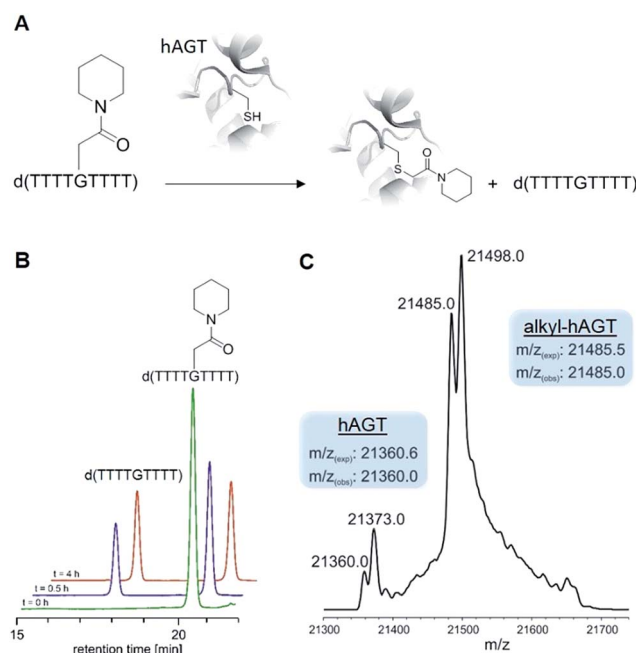 A
hAGT
N
O
SH
d(TTTTGTTTT)
S
O
N
+ d(TTTTGTTTT)
B
N
O
d(TTTTGTTTT)
d(TTTTGTTTT)
t = 4 h
t = 0.5 h
t = 0 h
15
20
retention time [min]
C
21498.0
21485.0
alkyl-hAGT
m/z(exp): 21485.5
m/z(obs): 21485.0
hAGT
m/z(exp): 21360.6
m/z(obs): 21360.0
21373.0
21360.0
21300 21400 21500 21600 21700
m/z